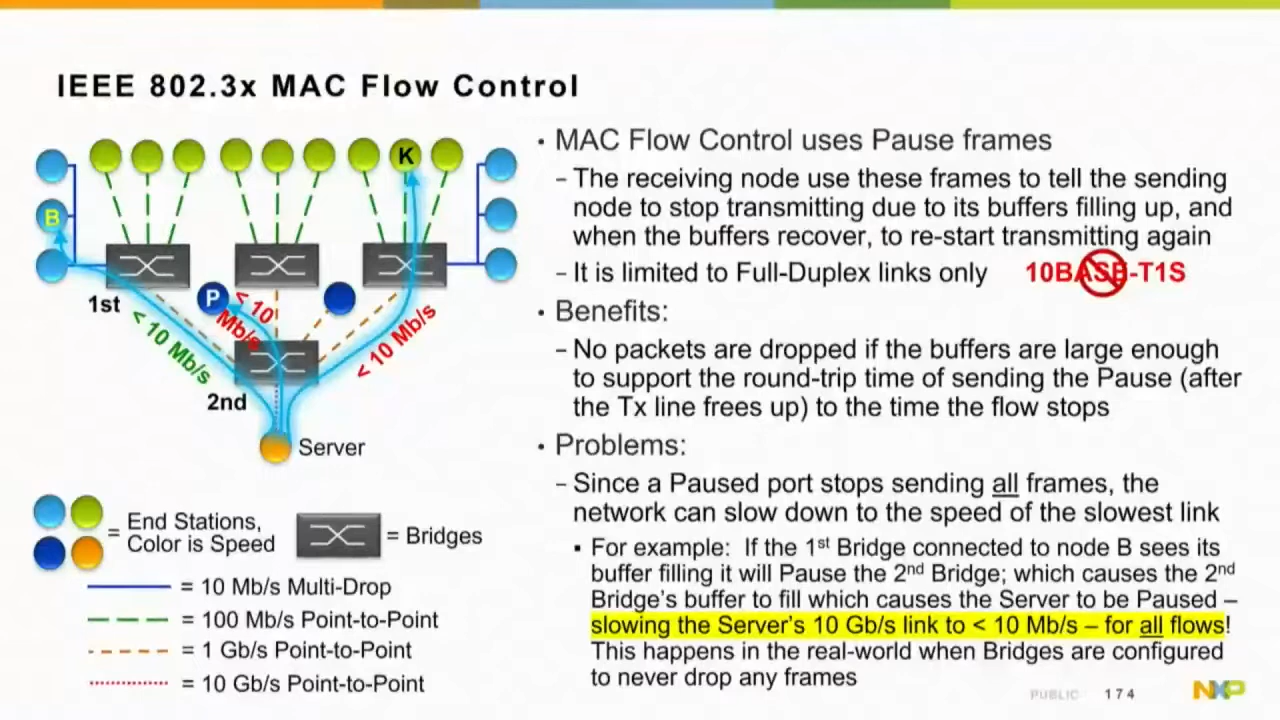 IEEE 802.3x MAC Flow Control
K
B
1st
P
< 10
Mb/s
< 10 Mb/s
< 10 Mb/s
2nd
Server
= End Stations,
Color is Speed
= Bridges
= 10 Mb/s Multi-Drop
= 100 Mb/s Point-to-Point
= 1 Gb/s Point-to-Point
= 10 Gb/s Point-to-Point
• MAC Flow Control uses Pause frames
– The receiving node use these frames to tell the sending
node to stop transmitting due to its buffers filling up, and
when the buffers recover, to re-start transmitting again
– It is limited to Full-Duplex links only 10BASE-T1S
• Benefits:
– No packets are dropped if the buffers are large enough
to support the round-trip time of sending the Pause (after
the Tx line frees up) to the time the flow stops
• Problems:
– Since a Paused port stops sending all frames, the
network can slow down to the speed of the slowest link
▪ For example: If the 1st Bridge connected to node B sees its
buffer filling it will Pause the 2nd Bridge; which causes the 2nd
Bridge's buffer to fill which causes the Server to be Paused –
slowing the Server's 10 Gb/s link to < 10 Mb/s – for all flows!
This happens in the real-world when Bridges are configured
to never drop any frames
PUBLIC 174
NXP